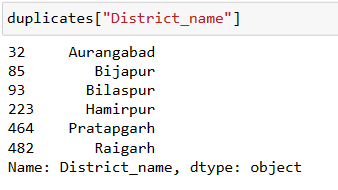 duplicates["District_name"]
32 Aurangabad
85 Bijapur
93 Bilaspur
223 Hamirpur
464 Pratapgarh
482 Raigarh
Name: District_name, dtype: object